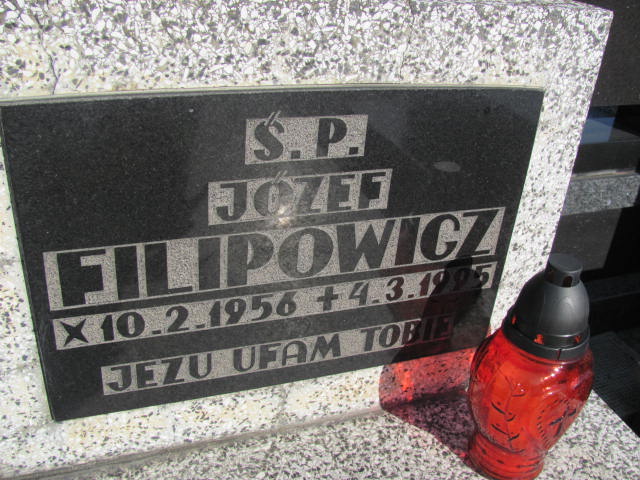 Ś. P.
JÓZEF
FILIPOWICZ
X 10.2.1956 + 4.3.1995
JEZU UFAM TOBIE